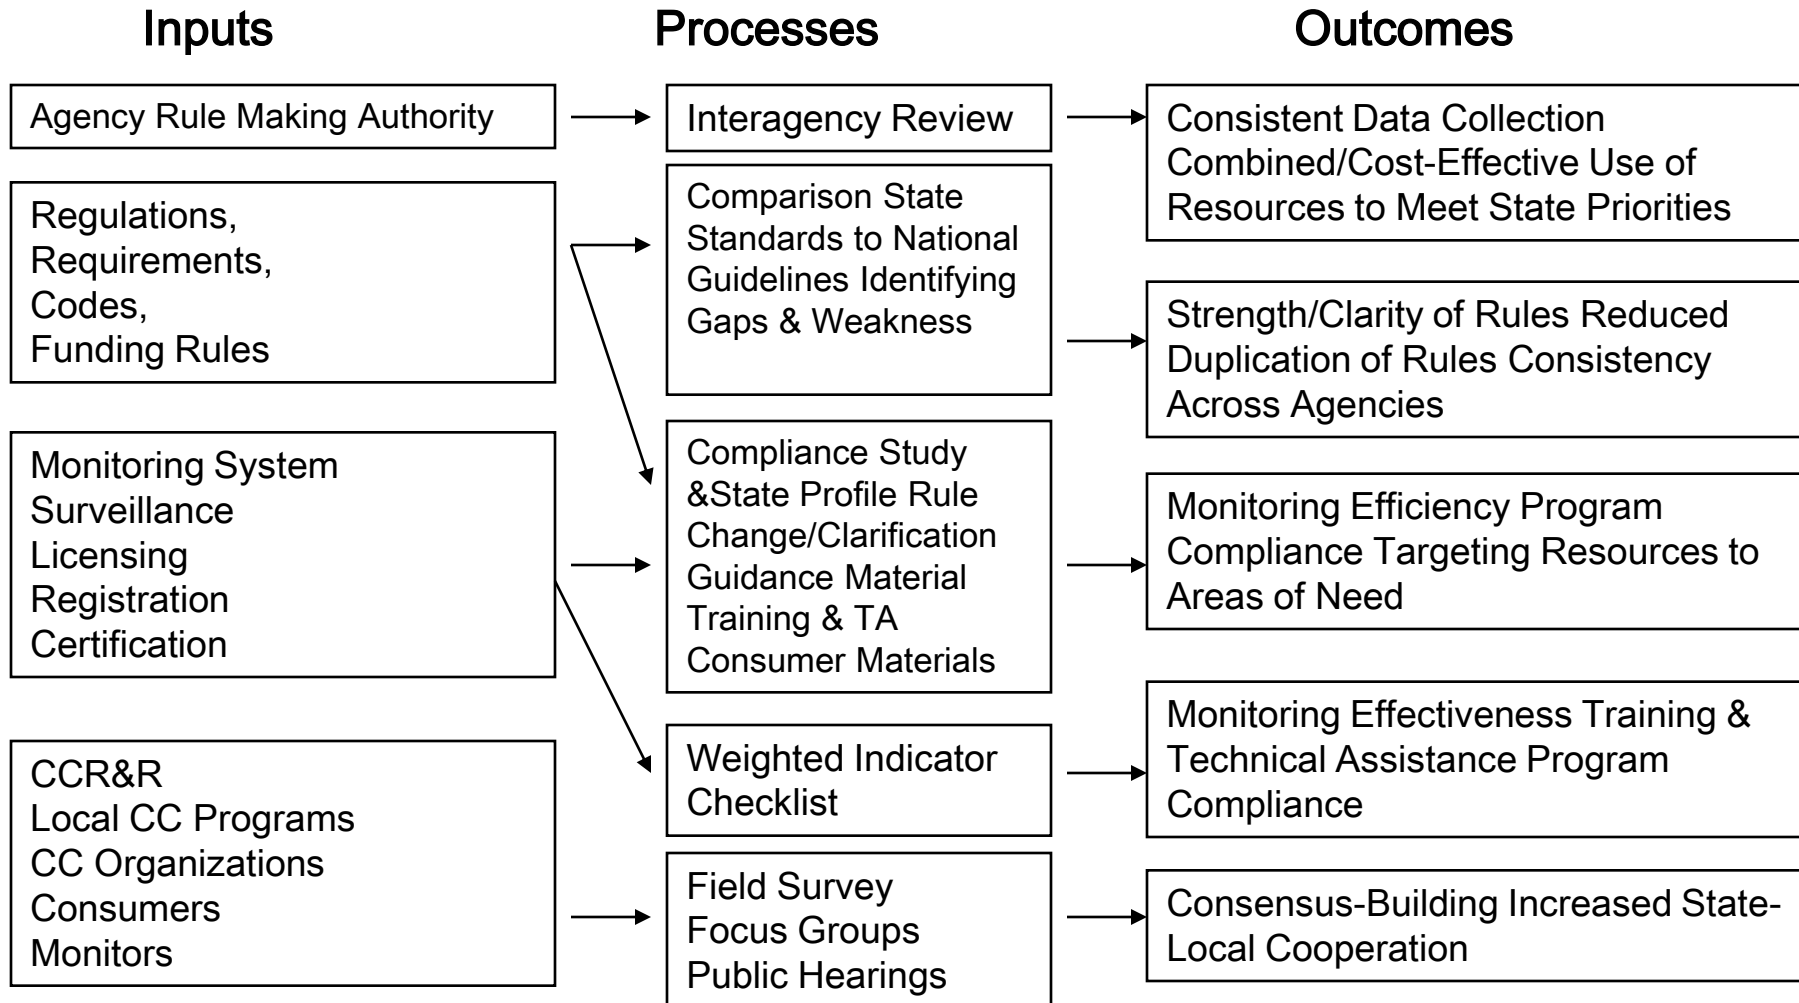 Inputs
Processes
Outcomes
Agency Rule Making Authority
Interagency Review
Consistent Data Collection
Combined/Cost-Effective Use of
Resources to Meet State Priorities
Regulations,
Requirements,
Codes,
Funding Rules
Comparison State
Standards to National
Guidelines Identifying
Gaps & Weakness
Strength/Clarity of Rules Reduced
Duplication of Rules Consistency
Across Agencies
Monitoring System
Surveillance
Licensing
Registration
Certification
Compliance Study
&State Profile Rule
Change/Clarification
Guidance Material
Training & TA
Consumer Materials
Monitoring Efficiency Program
Compliance Targeting Resources to
Areas of Need
Weighted Indicator
Checklist
Monitoring Effectiveness Training &
Technical Assistance Program
Compliance
CCR&R
Local CC Programs
CC Organizations
Consumers
Monitors
Field Survey
Focus Groups
Public Hearings
Consensus-Building Increased State-
Local Cooperation